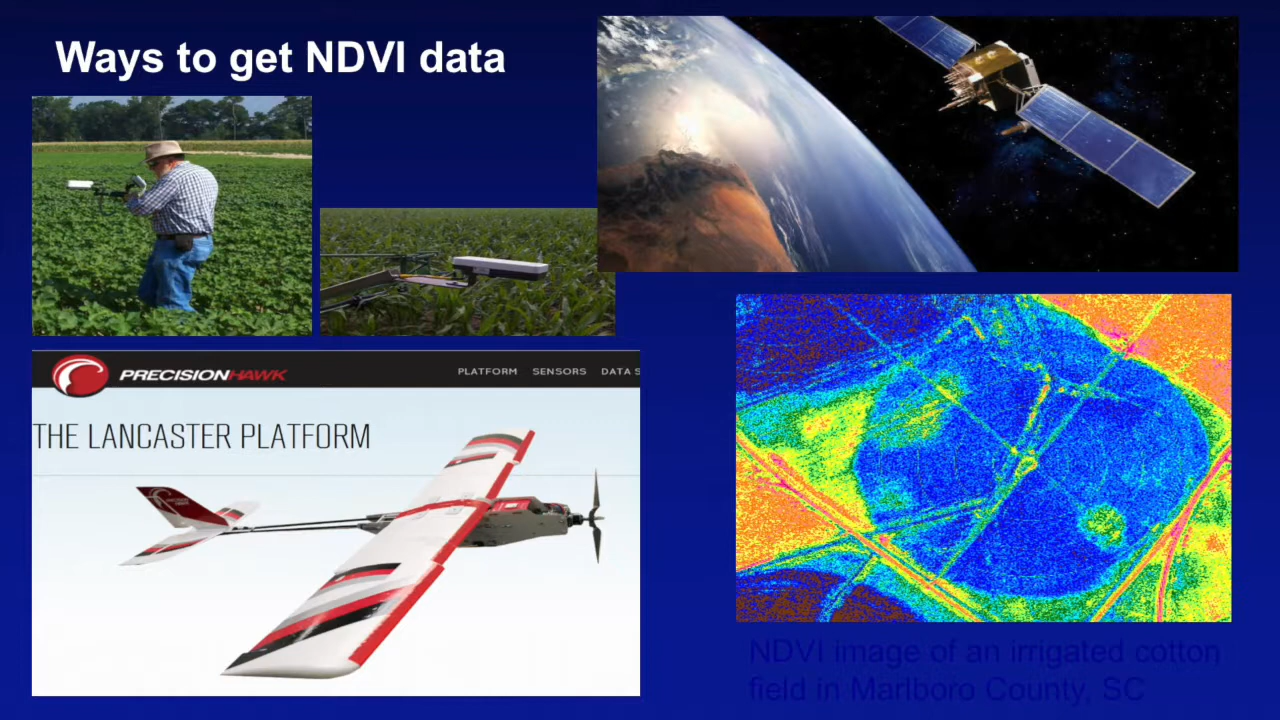 Ways to get NDVI data
PRECISIONHAWK
PLATFORM SENSORS DATA S
THE LANCASTER PLATFORM
NDVI image of an irrigated cotton
field in Marlboro County, SC